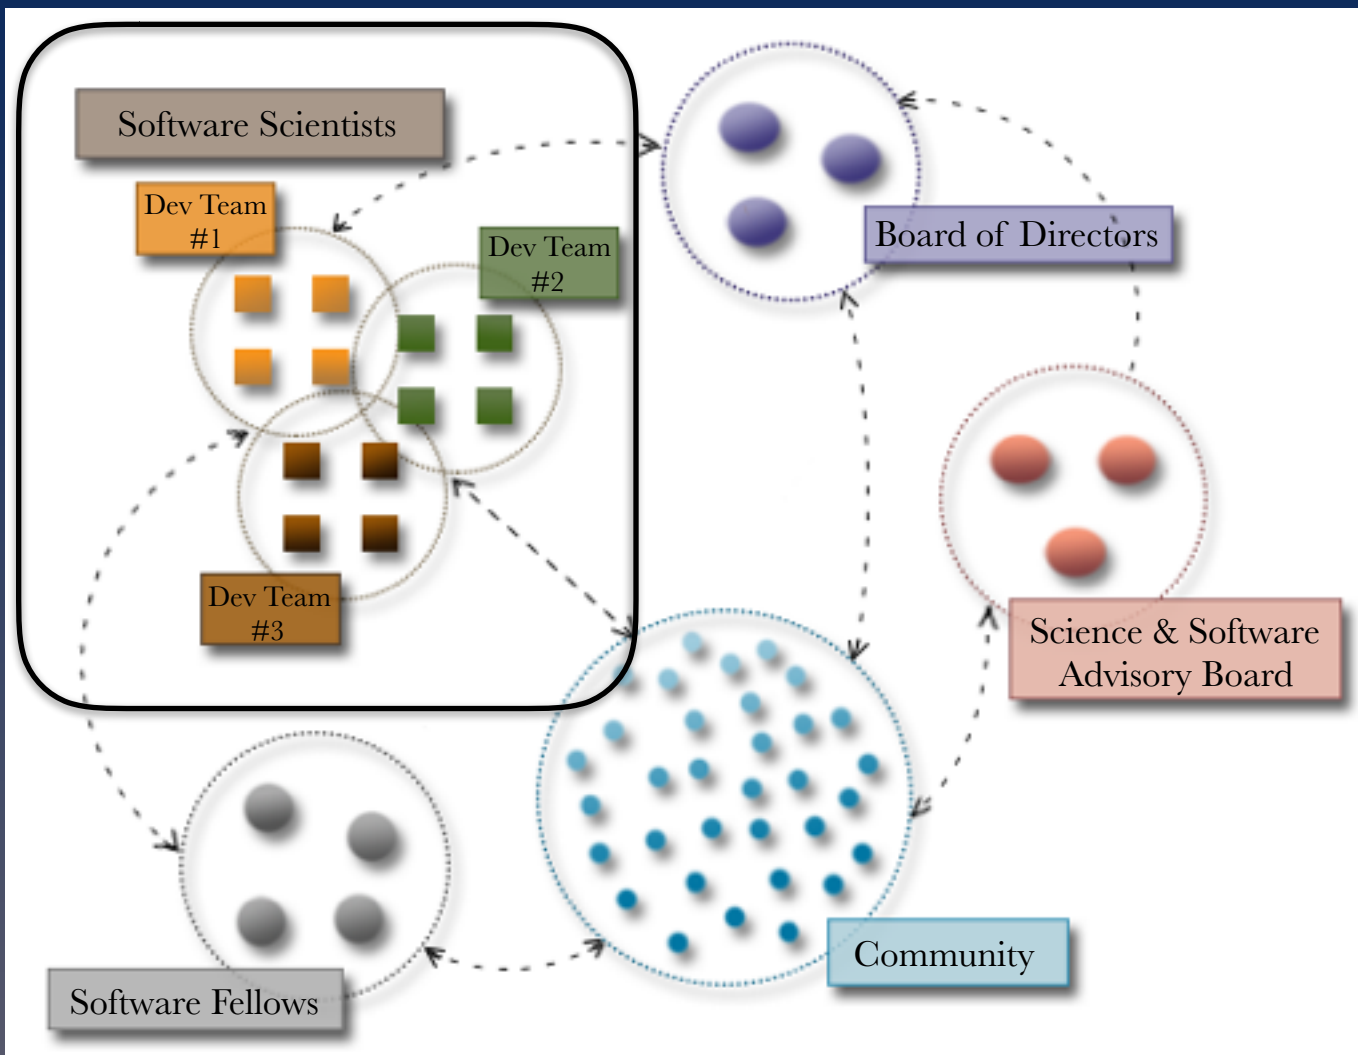 Software Scientists
Dev Team
#1
Dev Team
#2
Board of Directors
Dev Team
#3
Science & Software
Advisory Board
Community
Software Fellows